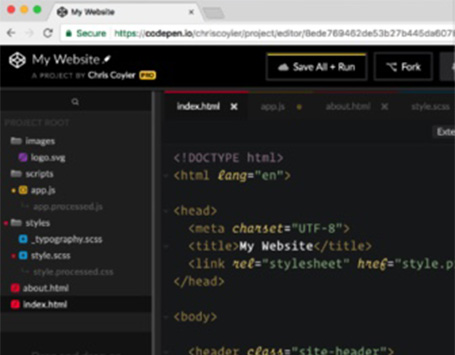 My Website
Secure
https://codepen.io/chriscoyier/project/editor/8ede769462de53b27b445da607
My Website
A PROJECT BY Chris Coyier PRO
Save All + Run
Fork
index.html
app.js
about.html
style.scss
PROJECT ROOT
images
logo.svg
scripts
app.js
app.processed.js
styles
_typography.scss
style.scss
style.processed.css
about.html
index.html
Exte
<!DOCTYPE html>
<html lang="en">
<head>
<meta charset="UTF-8">
<title>My Website</title>
<link rel="stylesheet" href="style.p
</head>
<body>
<header class="site-header">